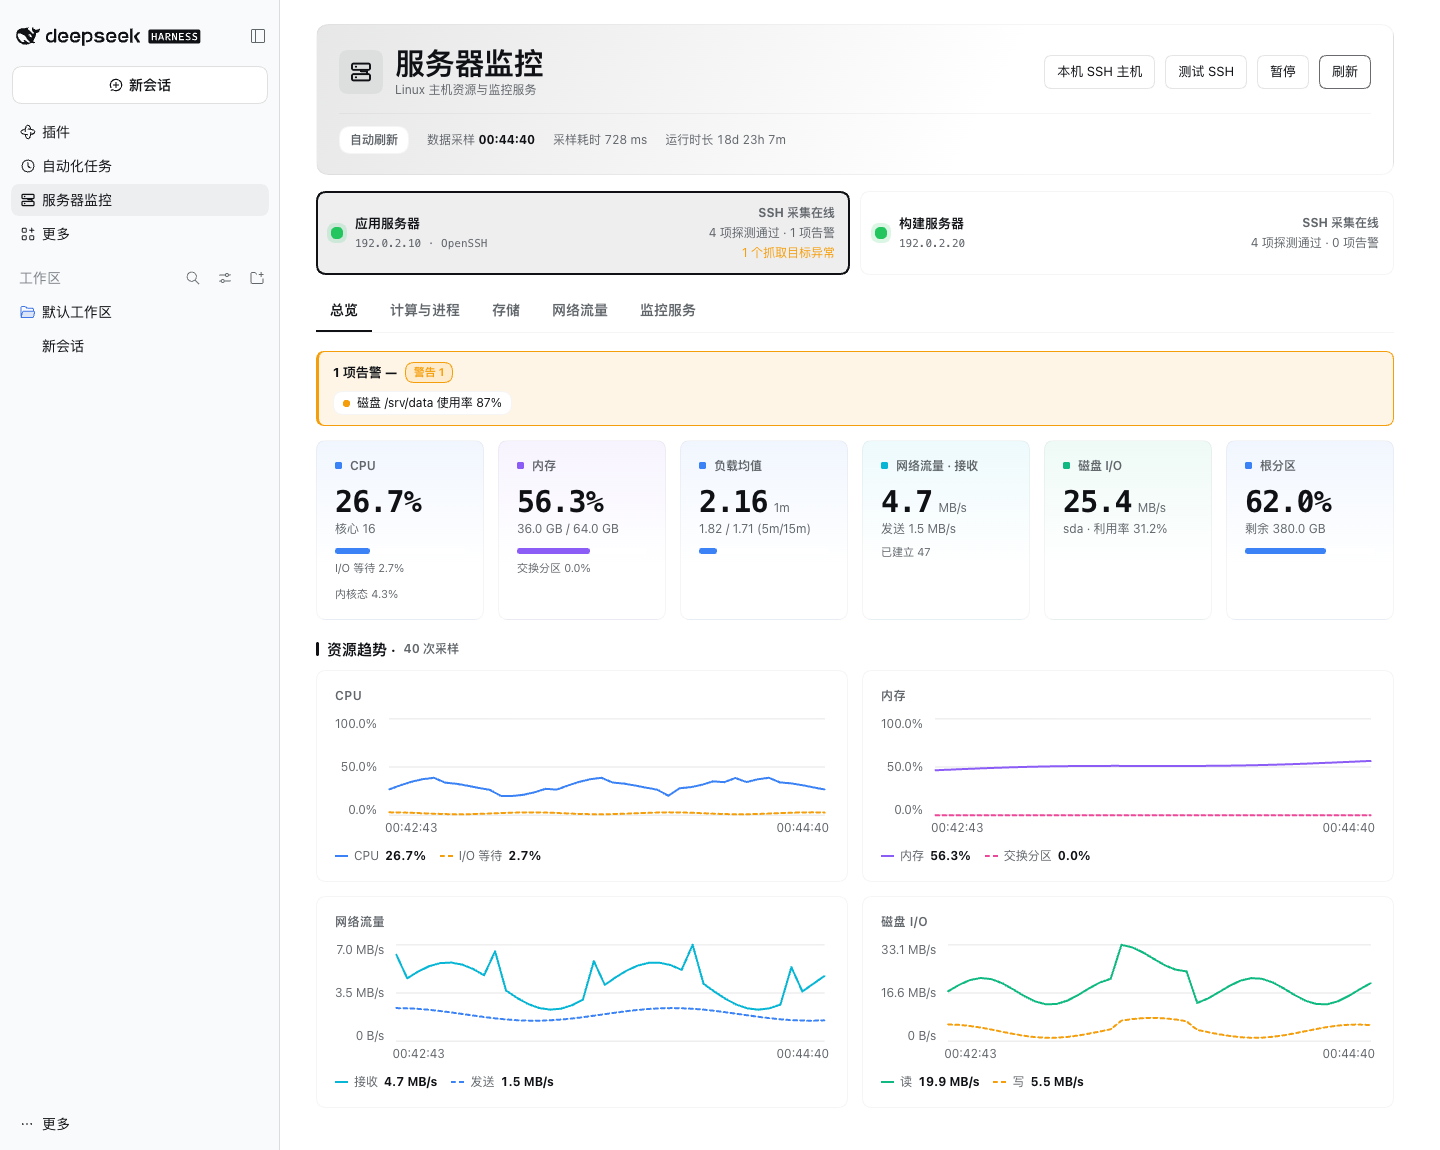 deepseek HARNESS
新会话
插件
自动化任务
服务器监控
更多
工作区
默认工作区
新会话
更多
服务器监控
Linux 主机资源与监控服务
本机 SSH 主机
测试 SSH
暂停
刷新
自动刷新
数据采样 00:44:40
采样耗时 728 ms
运行时长 18d 23h 7m
应用服务器
192.0.2.10 · OpenSSH
SSH 采集在线
4 项探测通过 · 1 项告警
1 个抓取目标异常
构建服务器
192.0.2.20
SSH 采集在线
4 项探测通过 · 0 项告警
总览
计算与进程
存储
网络流量
监控服务
1 项告警 — 警告 1
磁盘 /srv/data 使用率 87%
CPU
26.7%
核心 16
I/O 等待 2.7%
内核态 4.3%
内存
56.3%
36.0 GB / 64.0 GB
交换分区 0.0%
负载均值
2.16 1m
1.82 / 1.71 (5m/15m)
网络流量 · 接收
4.7 MB/s
发送 1.5 MB/s
已建立 47
磁盘 I/O
25.4 MB/s
sda · 利用率 31.2%
根分区
62.0%
剩余 380.0 GB
资源趋势 · 40 次采样
CPU
100.0%
50.0%
0.0%
00:42:43
00:44:40
CPU 26.7%
I/O 等待 2.7%
内存
100.0%
50.0%
0.0%
00:42:43
00:44:40
内存 56.3%
交换分区 0.0%
网络流量
7.0 MB/s
3.5 MB/s
0 B/s
00:42:43
00:44:40
接收 4.7 MB/s
发送 1.5 MB/s
磁盘 I/O
33.1 MB/s
16.6 MB/s
0 B/s
00:42:43
00:44:40
读 19.9 MB/s
写 5.5 MB/s